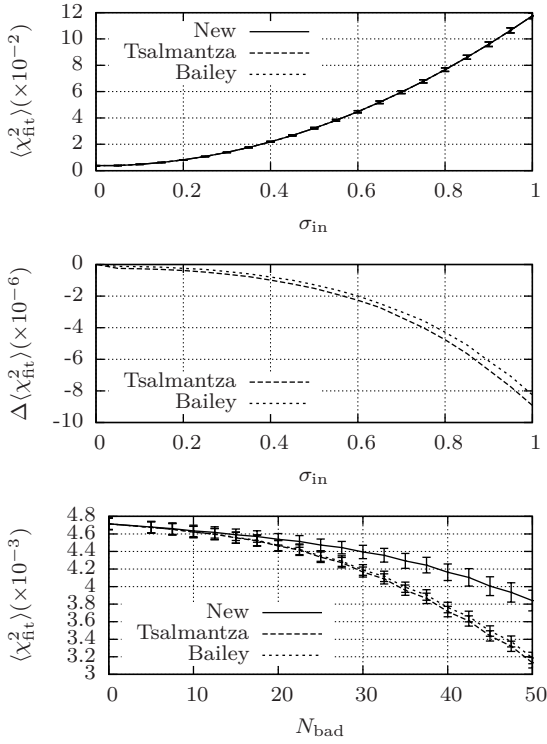 12
10
8
6
4
2
0
⟨χ²fit⟩(×10⁻²)
New
Tsalmantza
Bailey
0 0.2 0.4 0.6 0.8 1
σin
0
-2
-4
-6
-8
-10
Δ⟨χ²fit⟩(×10⁻⁶)
Tsalmantza
Bailey
0 0.2 0.4 0.6 0.8 1
σin
4.8
4.6
4.4
4.2
4
3.8
3.6
3.4
3.2
3
⟨χ²fit⟩(×10⁻³)
New
Tsalmantza
Bailey
0 10 20 30 40 50
Nbad